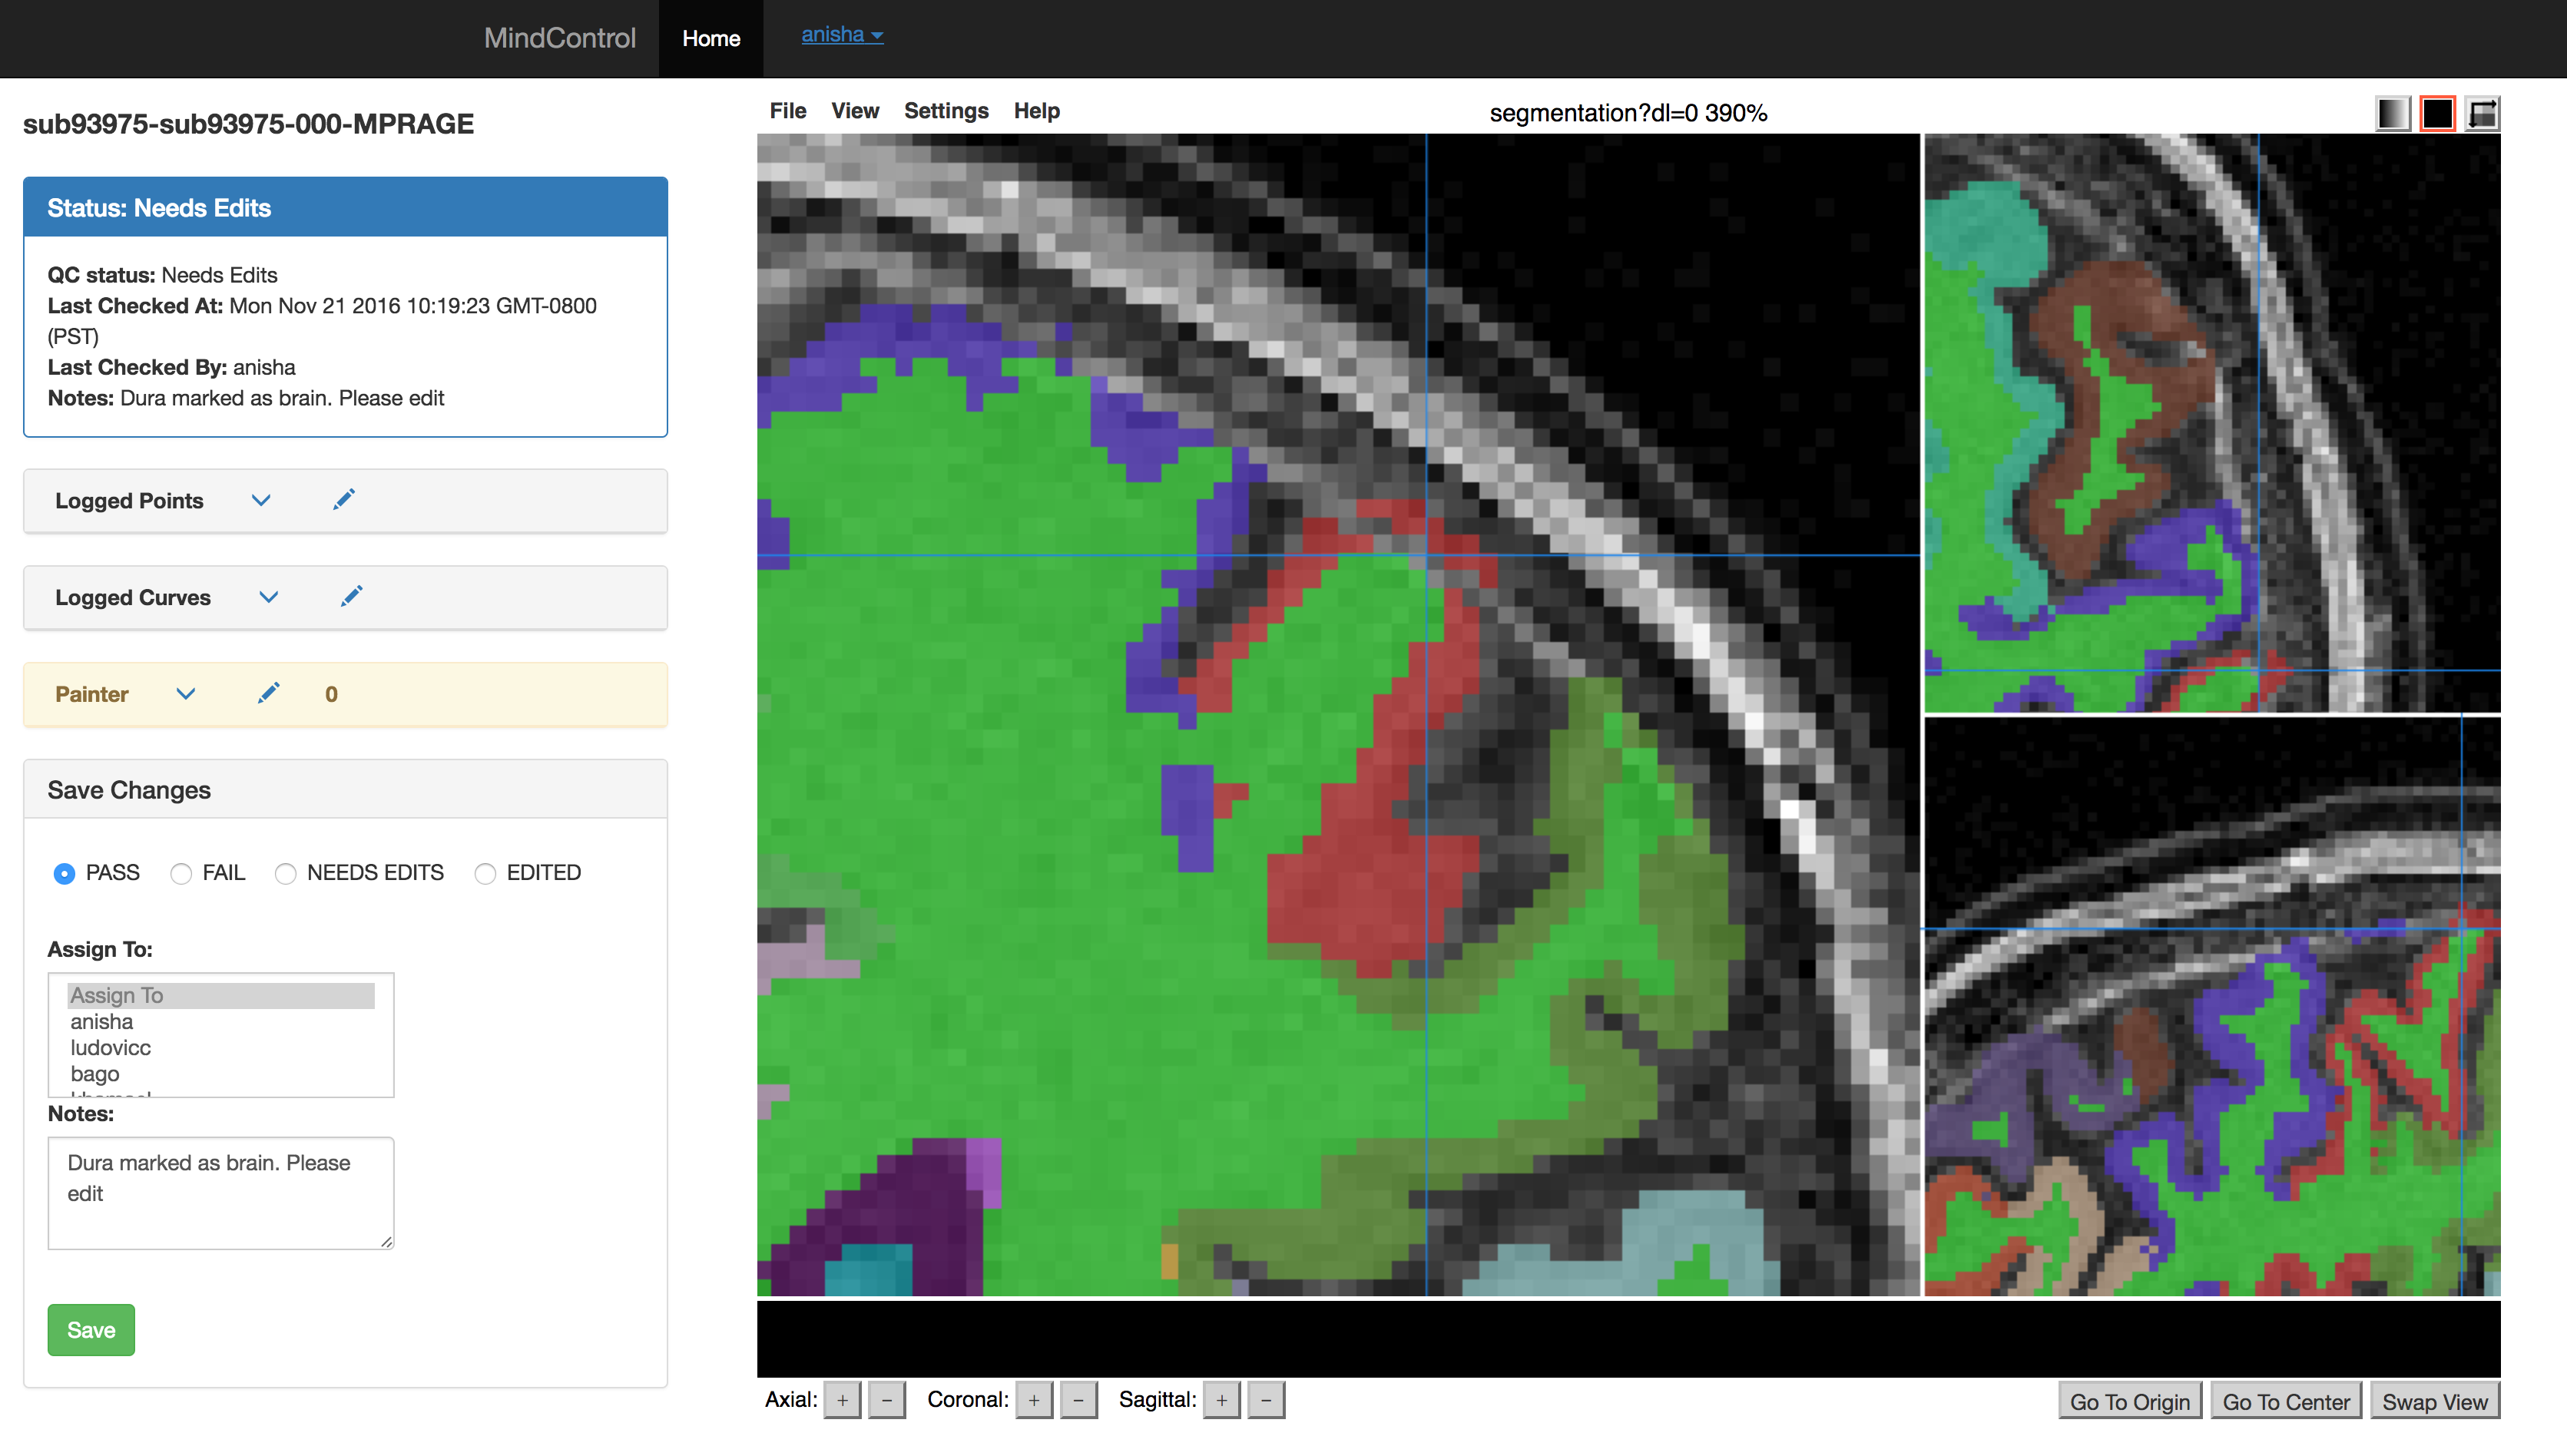 MindControl Home anisha
sub93975-sub93975-000-MPRAGE
Status: Needs Edits
QC status: Needs Edits
Last Checked At: Mon Nov 21 2016 10:19:23 GMT-0800
(PST)
Last Checked By: anisha
Notes: Dura marked as brain. Please edit
Logged Points
Logged Curves
Painter 0
Save Changes
PASS FAIL NEEDS EDITS EDITED
Assign To:
Assign To
anisha
ludovicc
bago
Notes:
Dura marked as brain. Please
edit
Save
File View Settings Help
segmentation?dl=0 390%
Axial: + - Coronal: + - Sagittal: + -
Go To Origin Go To Center Swap View